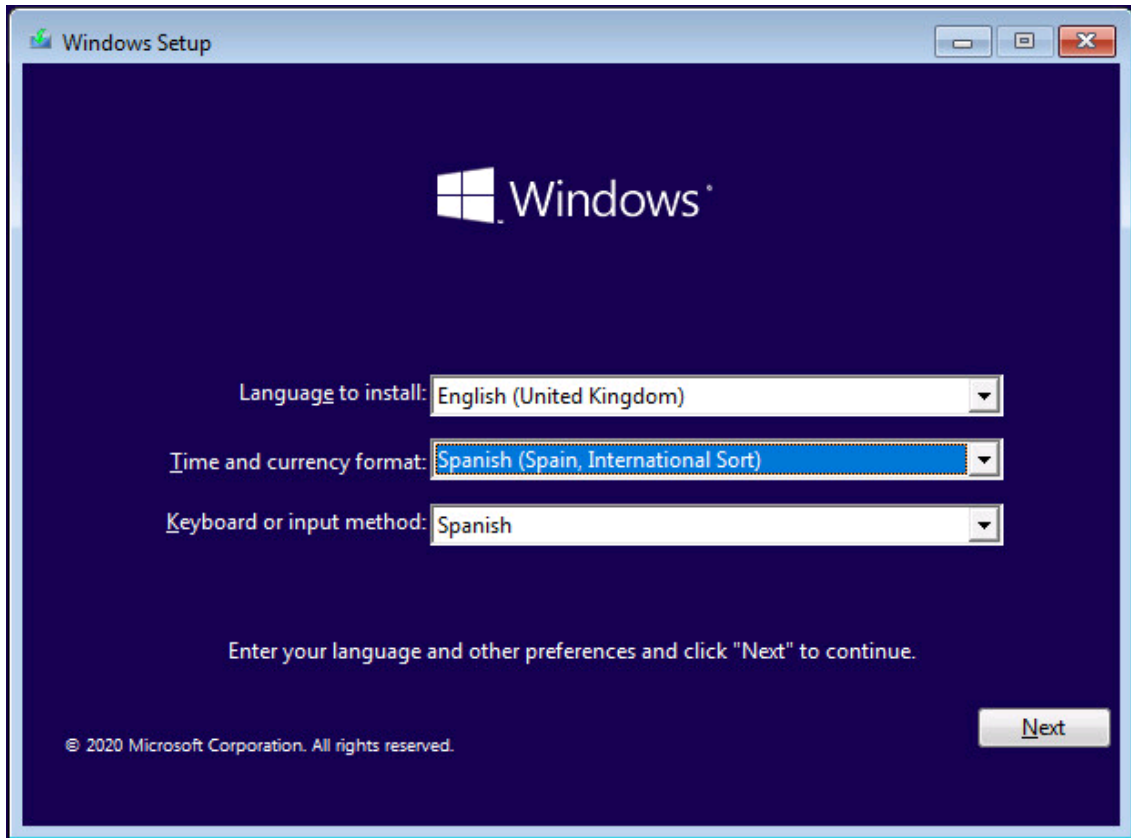 Windows Setup
Windows
Language to install: English (United Kingdom)
Time and currency format: Spanish (Spain, International Sort)
Keyboard or input method: Spanish
Enter your language and other preferences and click "Next" to continue.
Next
© 2020 Microsoft Corporation. All rights reserved.